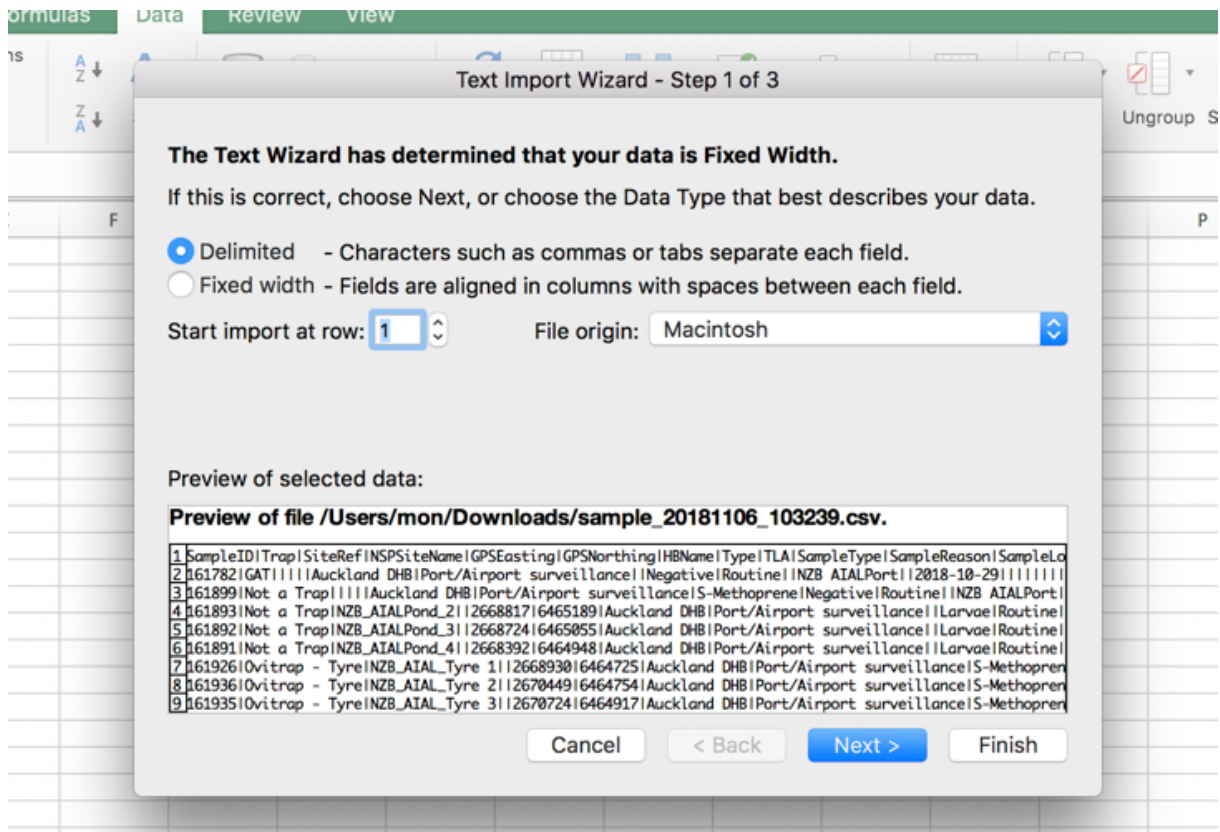 ormulas Data Review View
ns
A
Z
Z
A
Ungroup S
F
P
Text Import Wizard - Step 1 of 3
The Text Wizard has determined that your data is Fixed Width.
If this is correct, choose Next, or choose the Data Type that best describes your data.
Delimited - Characters such as commas or tabs separate each field.
Fixed width - Fields are aligned in columns with spaces between each field.
Start import at row: 1 File origin: Macintosh
Preview of selected data:
Preview of file /Users/mon/Downloads/sample_20181106_103239.csv.
1 SampleID|Trap|SiteRef|NSPSiteName|GPSEasting|GPSNorthing|HBName|Type|TLA|SampleType|SampleReason|SampleLo
2 161782|GAT|||||Auckland DHB|Port/Airport surveillance||Negative|Routine||NZB AIALPort||2018-10-29||||||||
3 161899|Not a Trap|||||Auckland DHB|Port/Airport surveillance|S-Methoprene|Negative|Routine||NZB AIALPort|
4 161893|Not a Trap|NZB_AIALPond_2||2668817|6465189|Auckland DHB|Port/Airport surveillance||Larvae|Routine|
5 161892|Not a Trap|NZB_AIALPond_3||2668724|6465055|Auckland DHB|Port/Airport surveillance||Larvae|Routine|
6 161891|Not a Trap|NZB_AIALPond_4||2668392|6464948|Auckland DHB|Port/Airport surveillance||Larvae|Routine|
7 161926|Ovitrap - Tyre|NZB_AIAL_Tyre 1||2668930|6464725|Auckland DHB|Port/Airport surveillance|S-Methopren
8 161936|Ovitrap - Tyre|NZB_AIAL_Tyre 2||2670449|6464754|Auckland DHB|Port/Airport surveillance|S-Methopren
9 161935|Ovitrap - Tyre|NZB_AIAL_Tyre 3||2670724|6464917|Auckland DHB|Port/Airport surveillance|S-Methopren
Cancel < Back Next > Finish